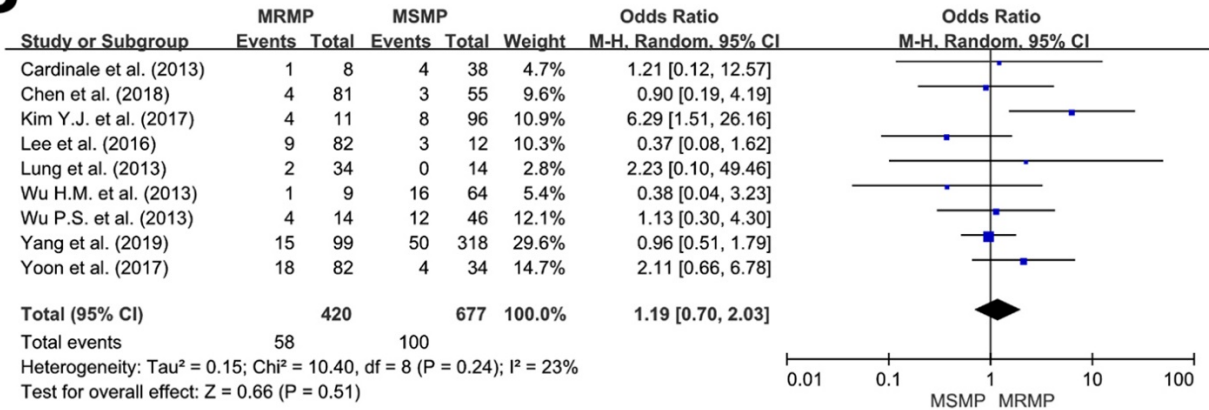 MRMP MSMP Odds Ratio Odds Ratio
Study or Subgroup Events Total Events Total Weight M-H, Random, 95% CI M-H, Random, 95% CI
Cardinale et al. (2013) 1 8 4 38 4.7% 1.21 [0.12, 12.57]
Chen et al. (2018) 4 81 3 55 9.6% 0.90 [0.19, 4.19]
Kim Y.J. et al. (2017) 4 11 8 96 10.9% 6.29 [1.51, 26.16]
Lee et al. (2016) 9 82 3 12 10.3% 0.37 [0.08, 1.62]
Lung et al. (2013) 2 34 0 14 2.8% 2.23 [0.10, 49.46]
Wu H.M. et al. (2013) 1 9 16 64 5.4% 0.38 [0.04, 3.23]
Wu P.S. et al. (2013) 4 14 12 46 12.1% 1.13 [0.30, 4.30]
Yang et al. (2019) 15 99 50 318 29.6% 0.96 [0.51, 1.79]
Yoon et al. (2017) 18 82 4 34 14.7% 2.11 [0.66, 6.78]
Total (95% CI) 420 677 100.0% 1.19 [0.70, 2.03]
Total events 58 100
Heterogeneity: Tau² = 0.15; Chi² = 10.40, df = 8 (P = 0.24); I² = 23%
Test for overall effect: Z = 0.66 (P = 0.51)
0.01 0.1 1 10 100
MSMP MRMP